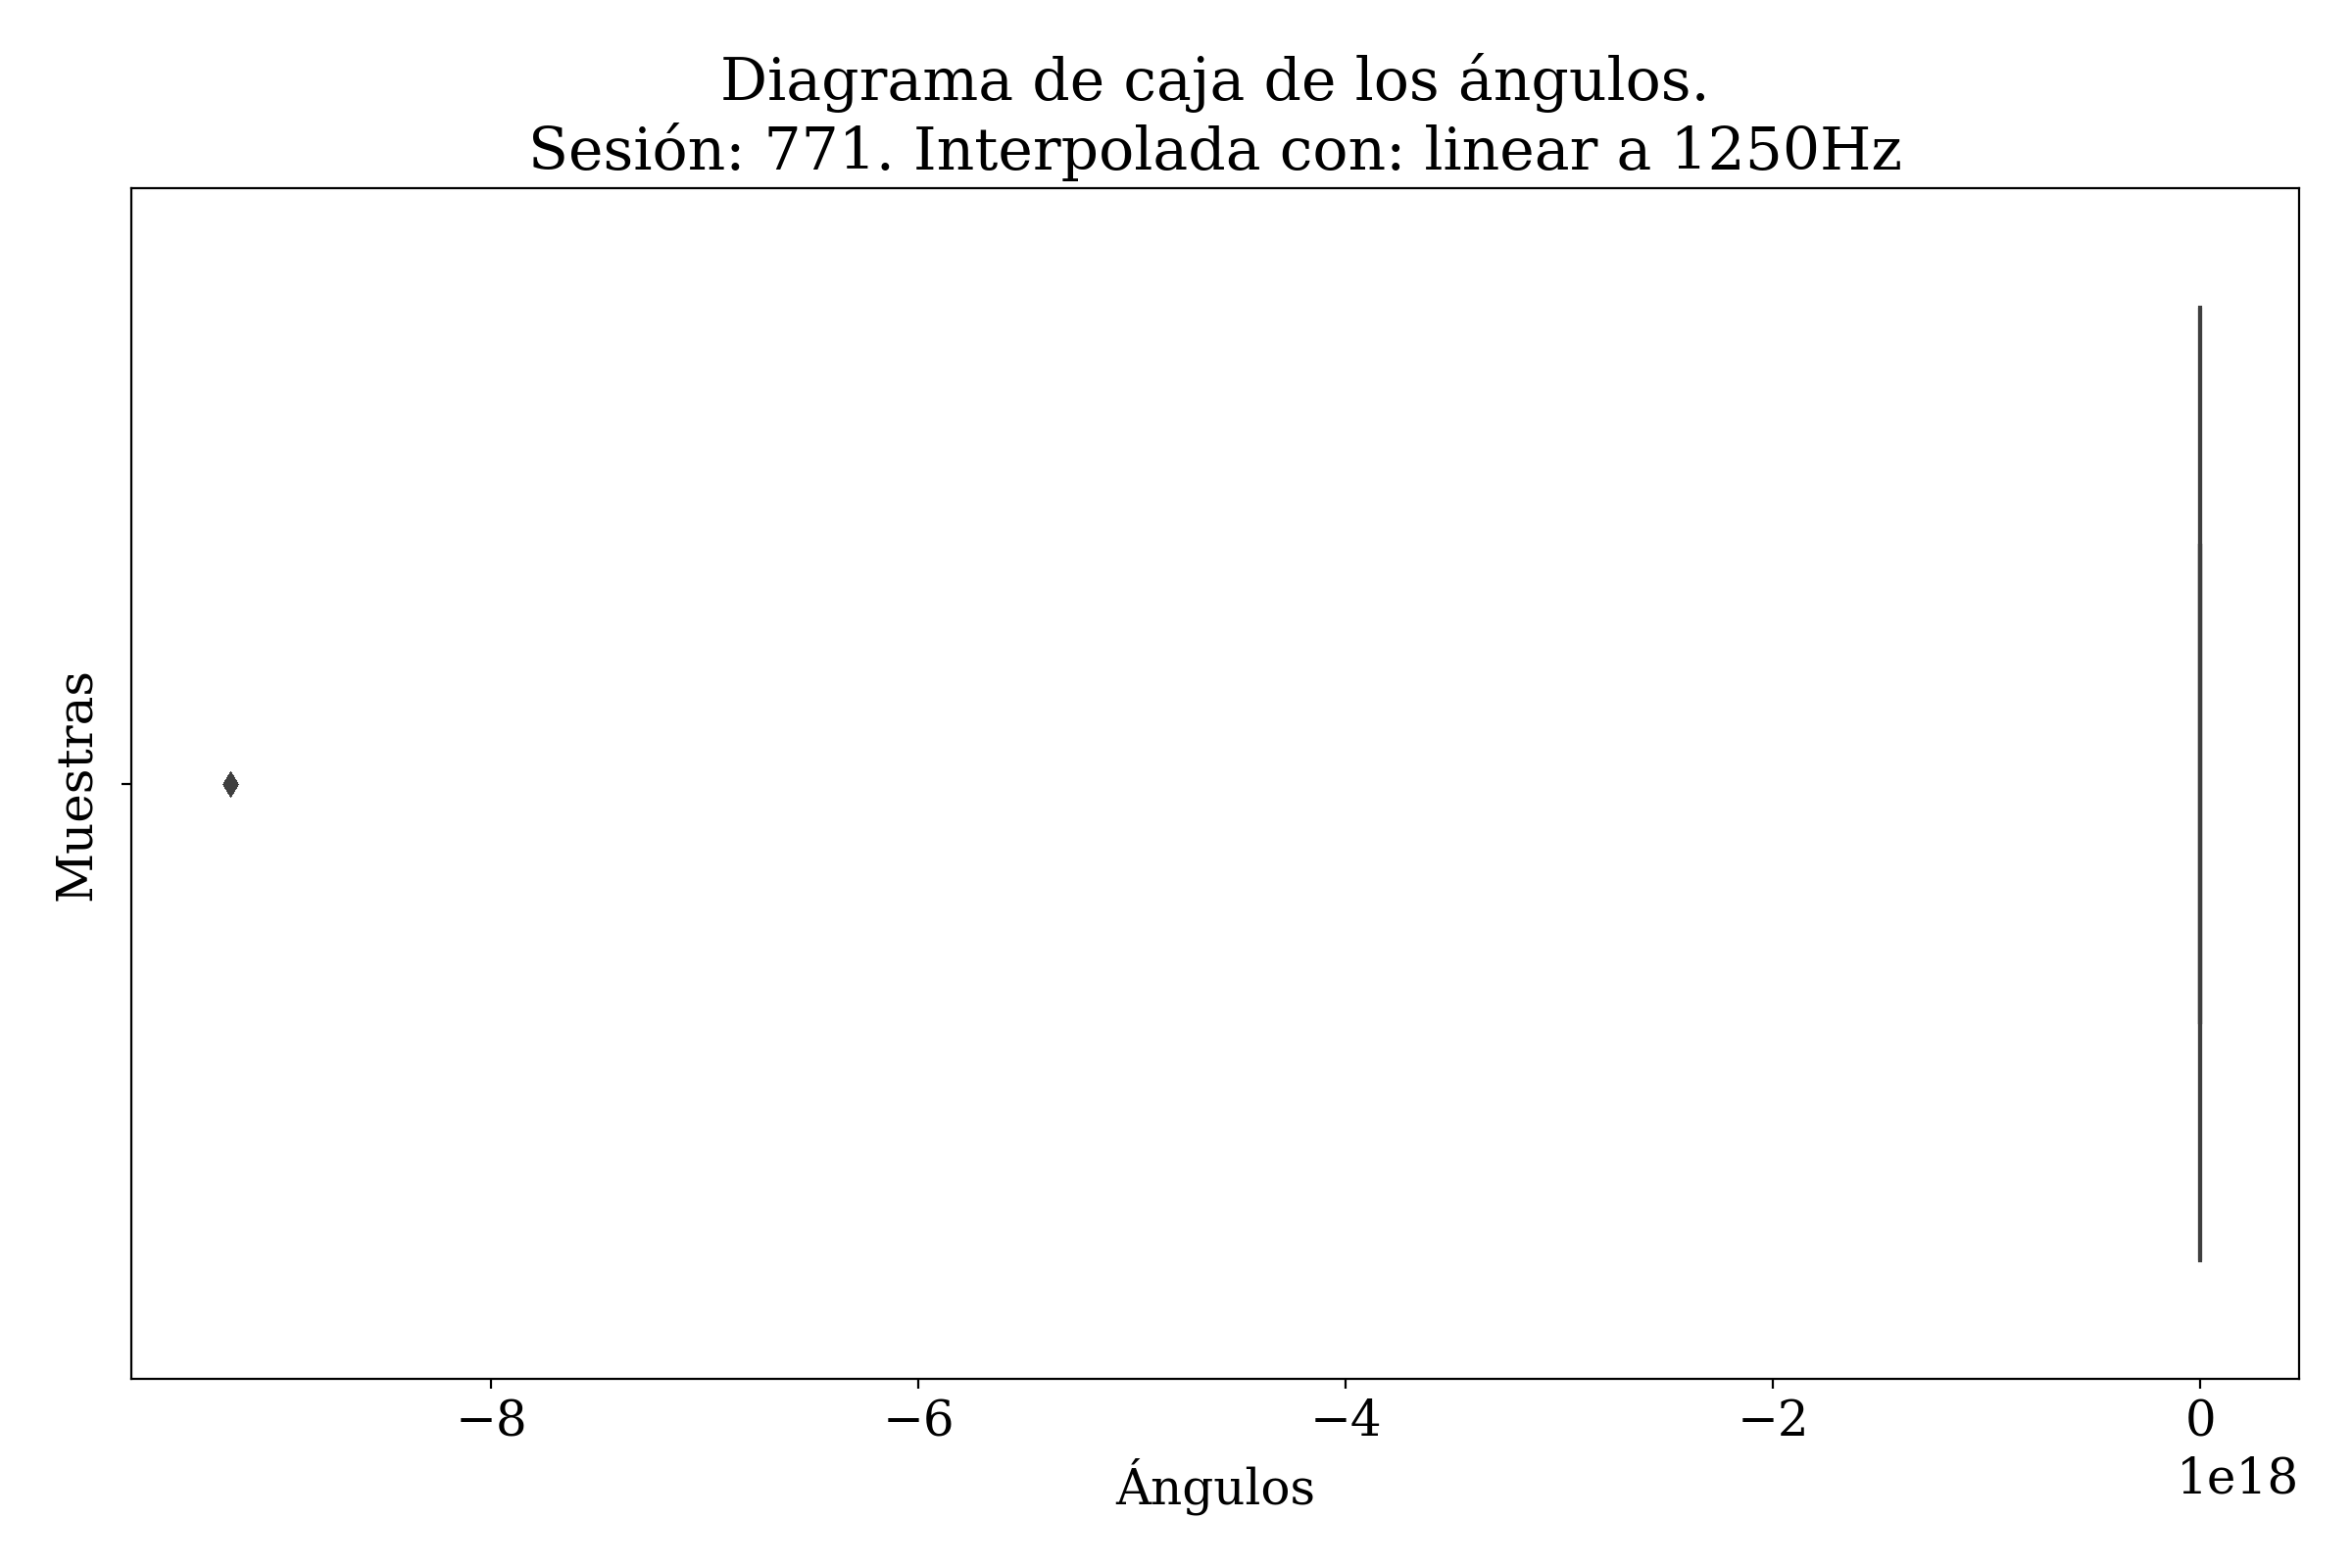 Diagrama de caja de los ángulos.
Sesión: 771. Interpolada con: linear a 1250Hz
Muestras
−8 −6 −4 −2 0
1e18
Ángulos